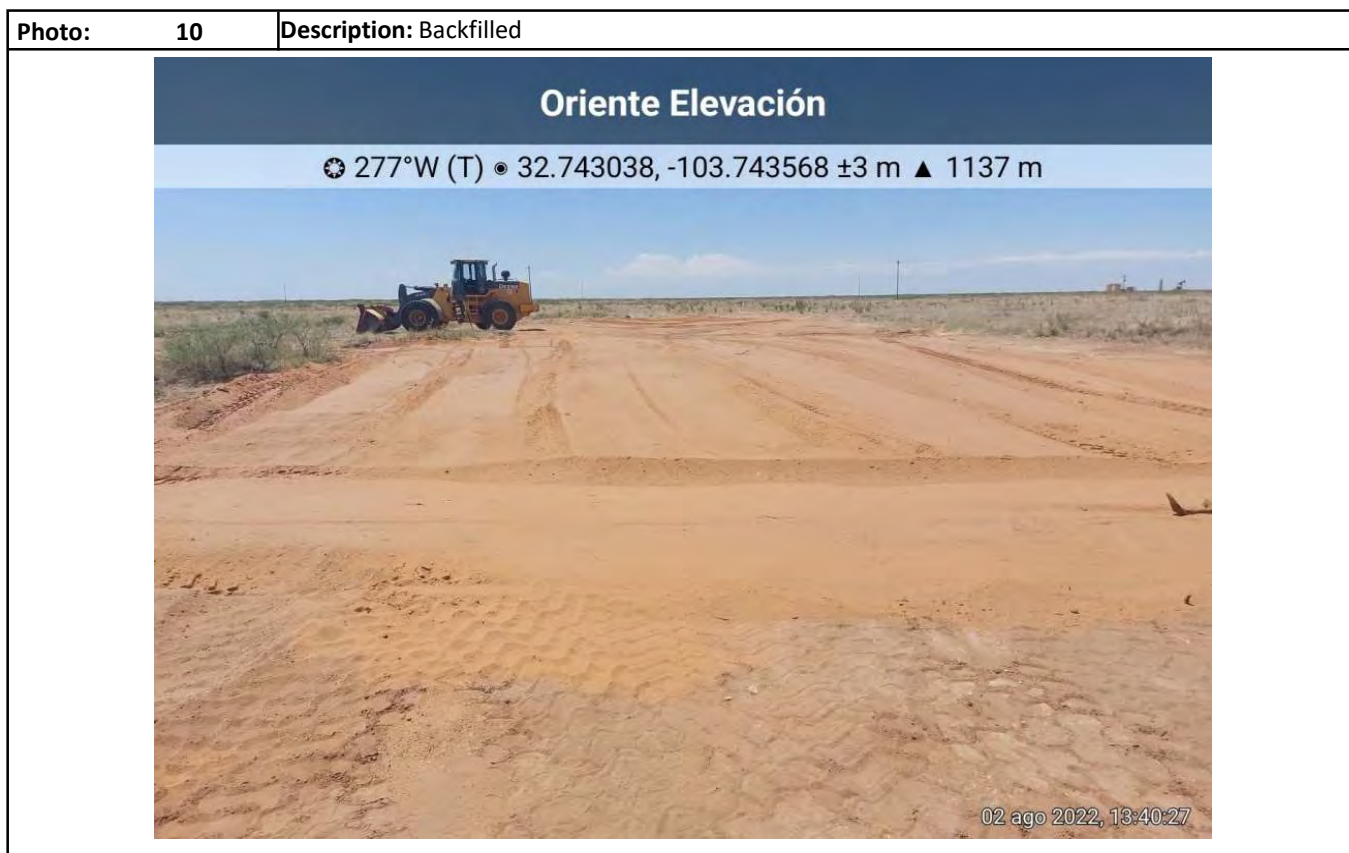 Photo: 10 Description: Backfilled
Oriente Elevación
277°W (T) ◉ 32.743038, -103.743568 ±3 m ▲ 1137 m
02 ago 2022, 13:40:27